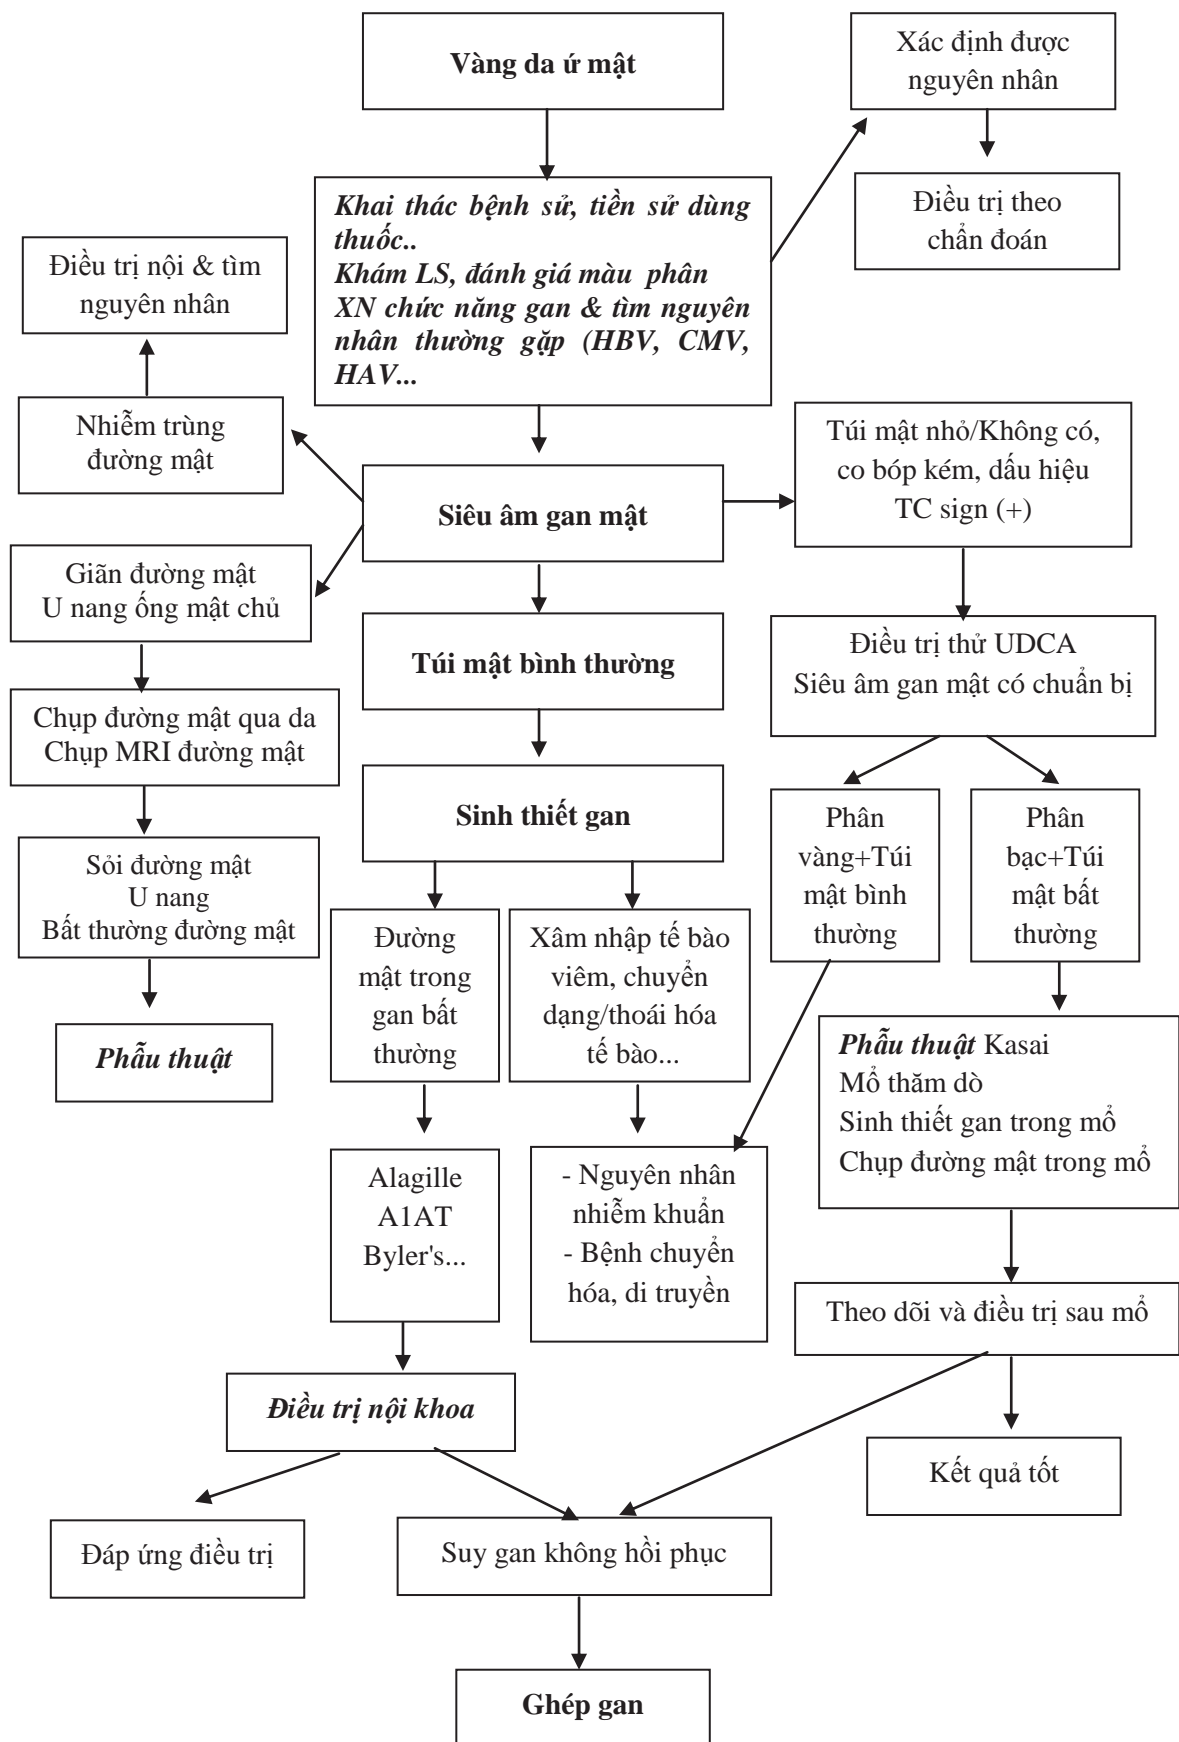 Vàng da ứ mật
Xác định được
nguyên nhân
Khai thác bệnh sử, tiền sử dùng
thuốc..
Khám LS, đánh giá màu phân
XN chức năng gan & tìm nguyên
nhân thường gặp (HBV, CMV,
HAV...
Điều trị theo
chẩn đoán
Điều trị nội & tìm
nguyên nhân
Nhiễm trùng
đường mật
Siêu âm gan mật
Túi mật nhỏ/Không có,
co bóp kém, dấu hiệu
TC sign (+)
Giãn đường mật
U nang ống mật chủ
Túi mật bình thường
Điều trị thử UDCA
Siêu âm gan mật có chuẩn bị
Chụp đường mật qua da
Chụp MRI đường mật
Sinh thiết gan
Phân
vàng+Túi
mật bình
thường
Phân
bạc+Túi
mật bất
thường
Sỏi đường mật
U nang
Bất thường đường mật
Đường
mật trong
gan bất
thường
Xâm nhập tế bào
viêm, chuyển
dạng/thoái hóa
tế bào...
Phẫu thuật
Phẫu thuật Kasai
Mổ thăm dò
Sinh thiết gan trong mổ
Chụp đường mật trong mổ
Alagille
A1AT
Byler's...
- Nguyên nhân
nhiễm khuẩn
- Bệnh chuyển
hóa, di truyền
Theo dõi và điều trị sau mổ
Điều trị nội khoa
Kết quả tốt
Đáp ứng điều trị
Suy gan không hồi phục
Ghép gan